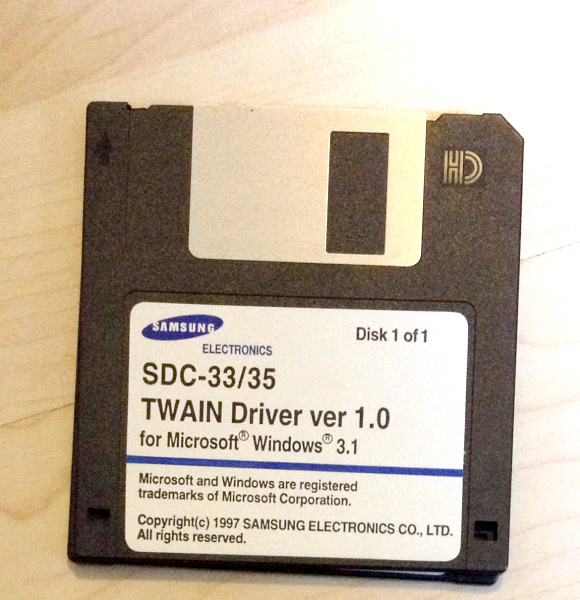 HD
SAMSUNG
ELECTRONICS
Disk 1 of 1
SDC-33/35
TWAIN Driver ver 1.0
for Microsoft® Windows® 3.1
Microsoft and Windows are registered
trademarks of Microsoft Corporation.
Copyright(c) 1997 SAMSUNG ELECTRONICS CO., LTD.
All rights reserved.